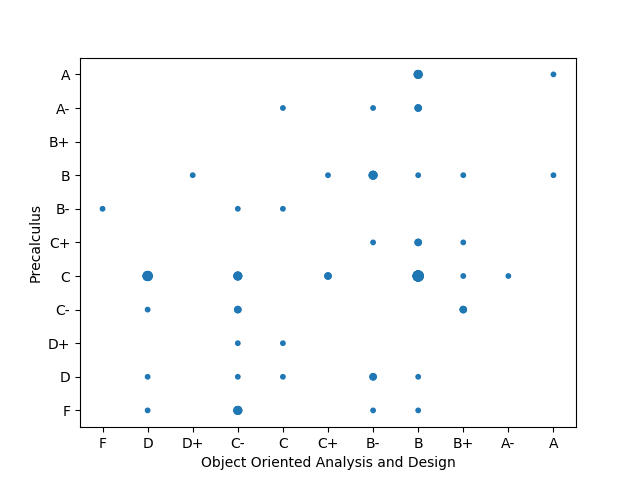 Precalculus
A
A-
B+
B
B-
C+
C
C-
D+
D
F
F D D+ C- C C+ B- B B+ A- A
Object Oriented Analysis and Design